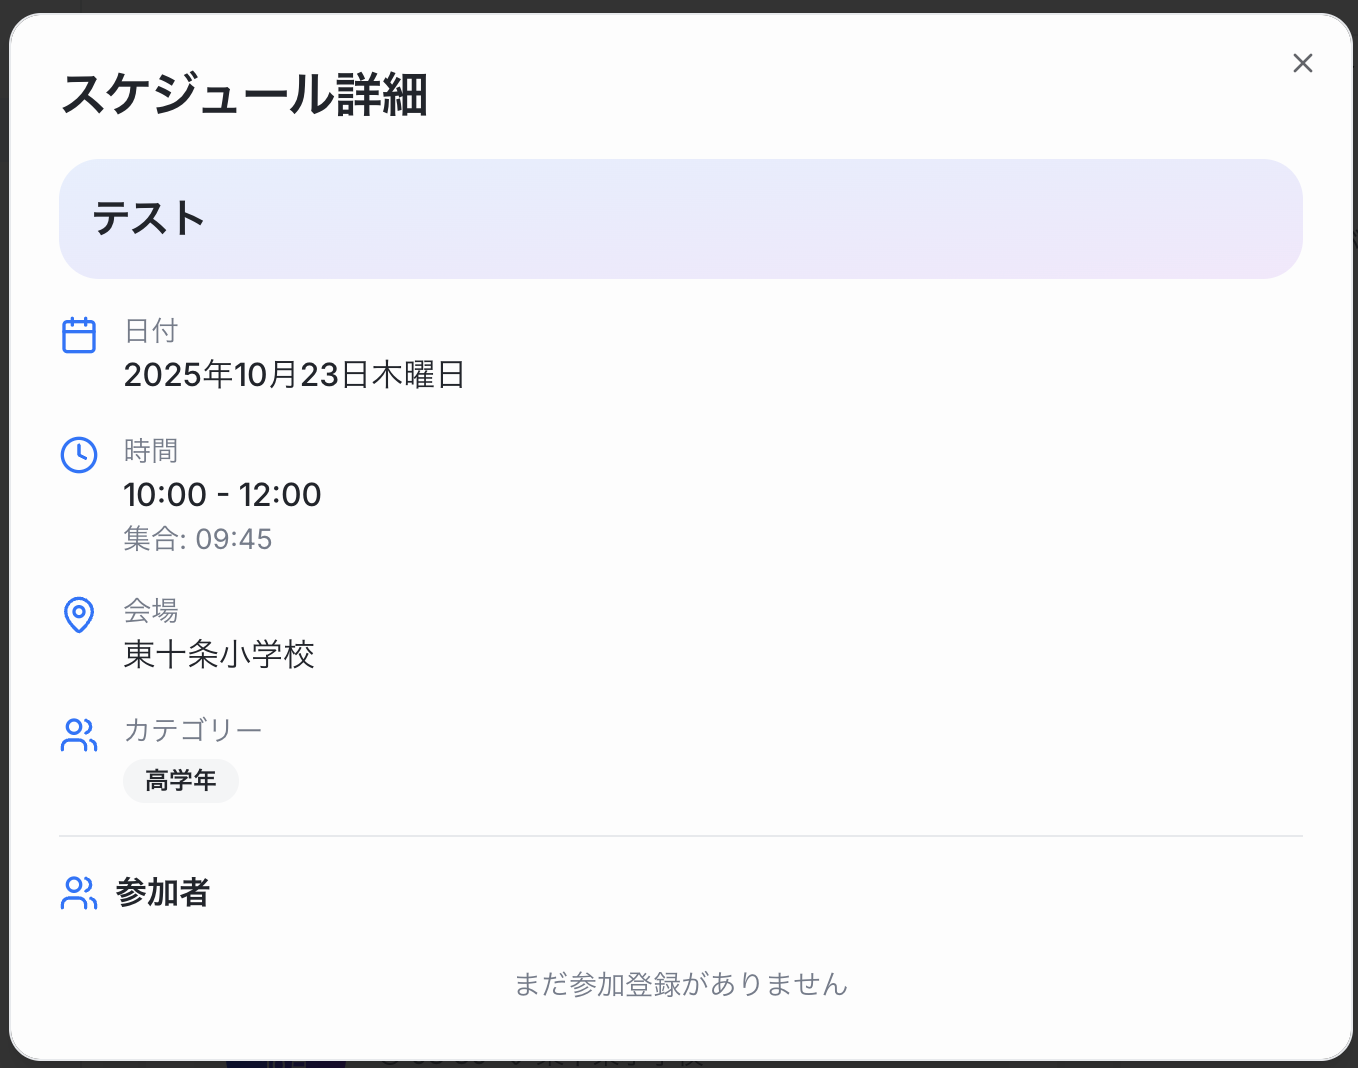 スケジュール詳細
テスト
日付
2025年10月23日木曜日
時間
10:00 - 12:00
集合: 09:45
会場
東十条小学校
カテゴリー
高学年
参加者
まだ参加登録がありません